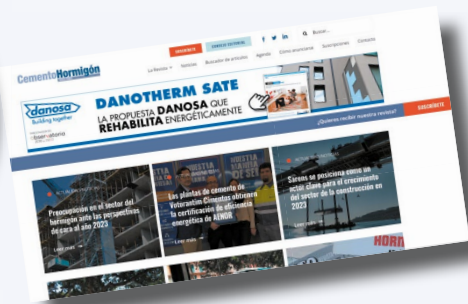 SUSCRÍBETE
CONSEJO EDITORIAL
Buscar...
CementoHormigón
La Revista
Noticias
Buscador de artículos
Agenda
Cómo anunciarse
Suscripciones
Contacto
danosa
Building together
DANOTHERM SATE
LA PROPUESTA DANOSA QUE
REHABILITA ENERGÉTICAMENTE
¿Quieres recibir nuestra revista?
SUSCRÍBETE
Preocupación en el sector del
hormigón ante las perspectivas
de cara al año 2023
Leer más
Las plantas de cemento de
Votorantim Cimentos obtienen
la certificación de eficiencia
energética de AENOR
Leer más
Sarens se posiciona como un
actor clave para el crecimiento
del sector de la construcción en
2023
Leer más